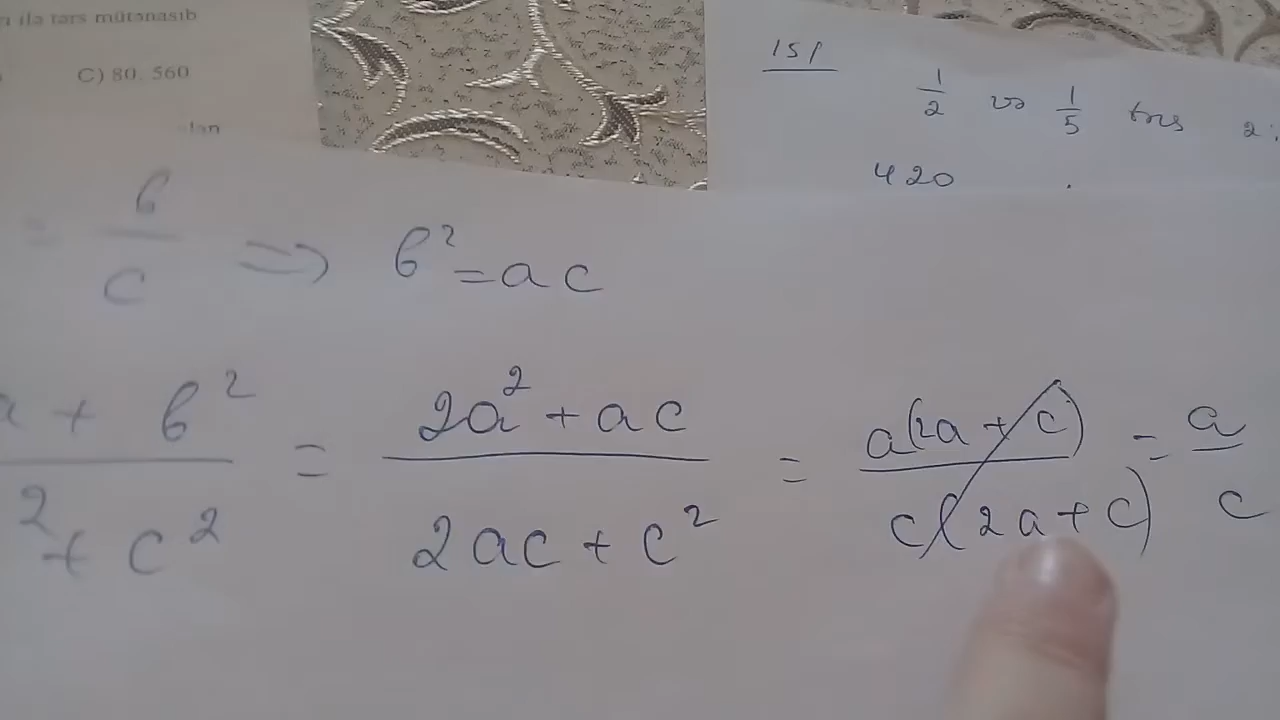 ilə tərs mütənasib
C) 80, 560
151
1/2 və 1/5 tərs 2:
420
= b/c ⇒ b² = ac
+ b² / ² + c² = 2a² + ac / 2ac + c² = a(2a + c) / c(2a + c) = a/c